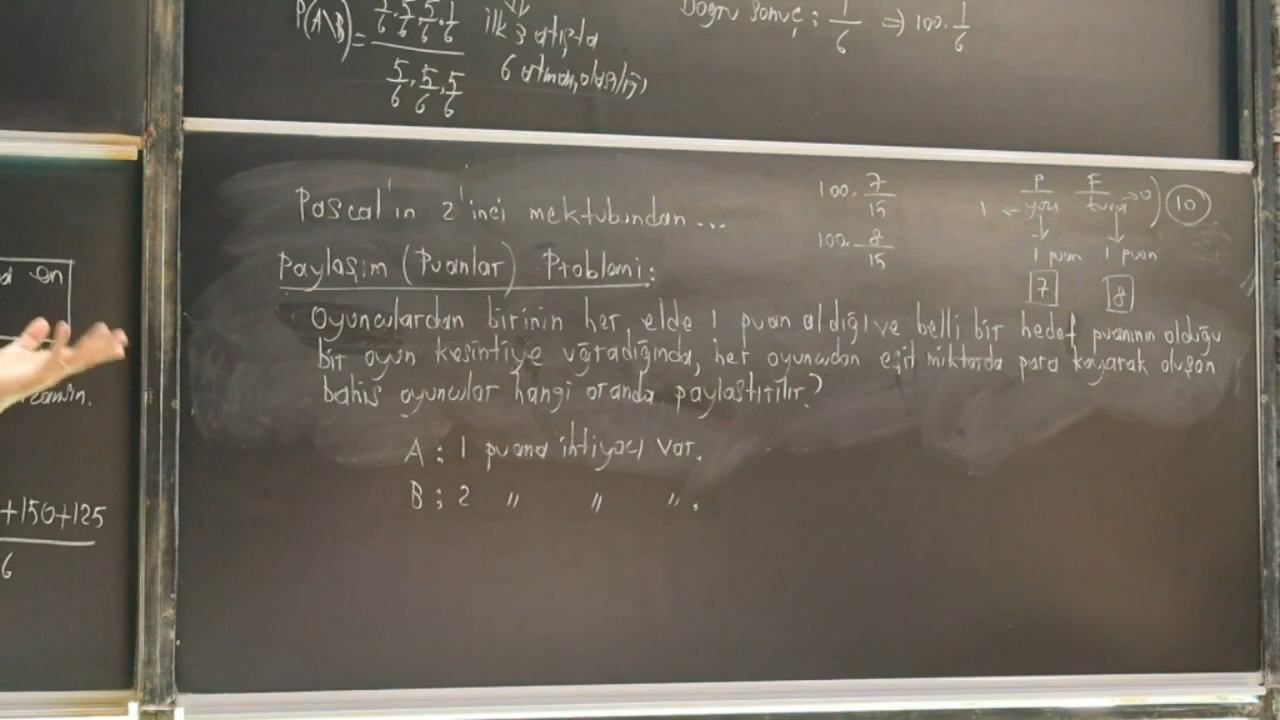 P(A\B) = 1/6 . 5/6 . 5/6 . 1/6 / 5/6 . 5/6 . 5/6
ilk 3 atışta
6 atmama olasılığı
Doğru sonuç : 1/6 ⇒ 100 . 1/6
Pascal'ın 2'inci mektubundan...
100. 7/15
100. 8/15
P F
1 ← yazı tura → 0) 10
1 puan 1 puan
7 8
Paylaşım (Puanlar) Problemi:
Oyunculardan birinin her elde 1 puan aldığı ve belli bir hedef puanının olduğu
bir oyun kesintiye uğradığında, her oyuncudan eşit miktarda para koyarak oluşan
bahis oyuncular hangi oranda paylaştırılır?
A : 1 puana ihtiyacı var.
B : 2 " " ".
en
+150+125
6